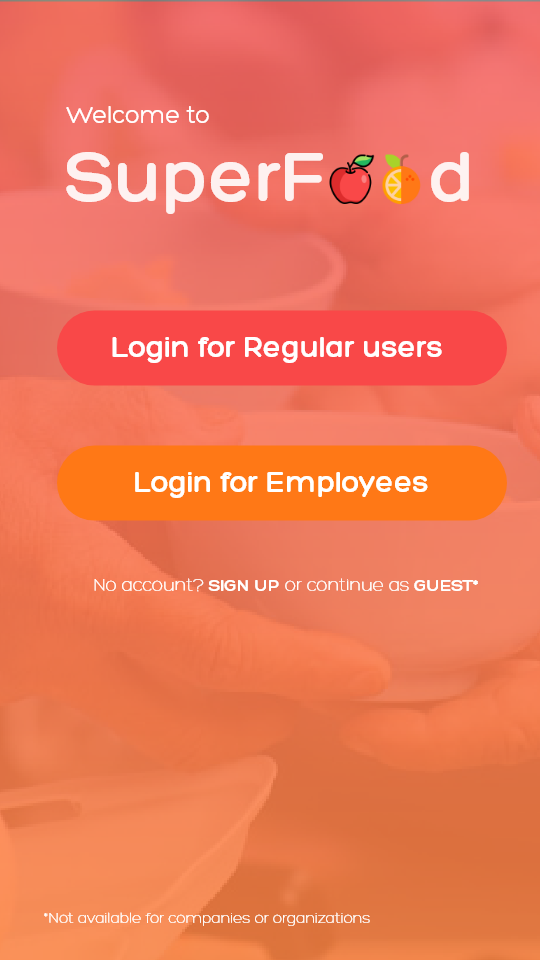 Welcome to
SuperFd
Login for Regular users
Login for Employees
No account? SIGN UP or continue as GUEST*
*Not available for companies or organizations